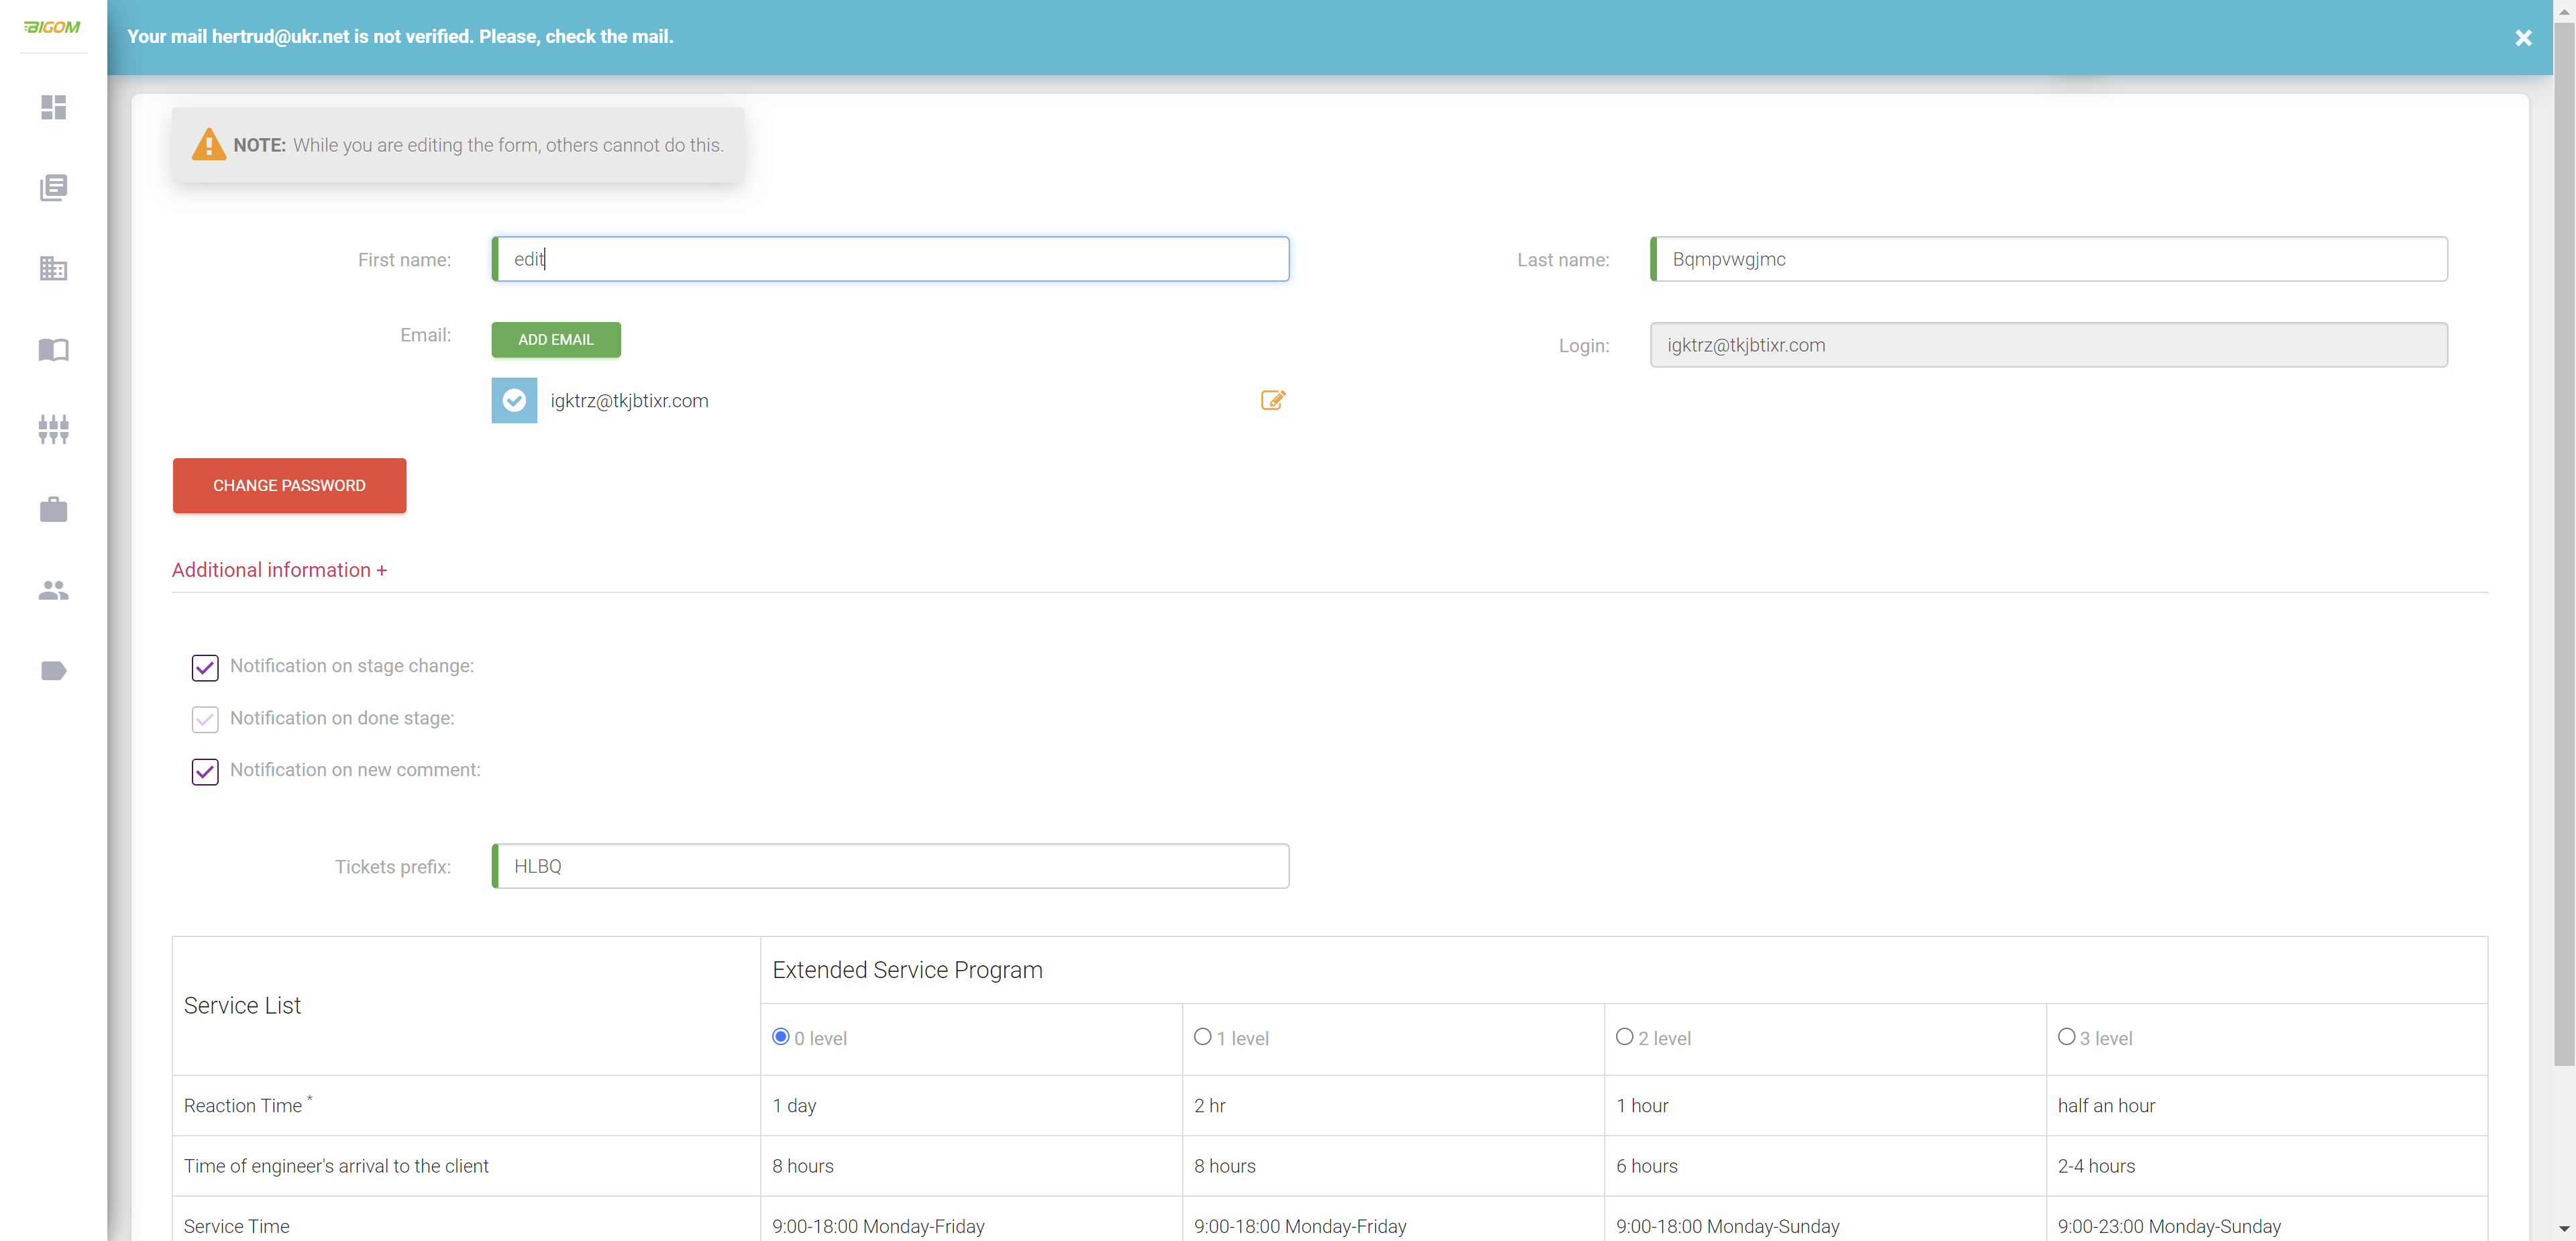 BIGOM
Your mail hertrud@ukr.net is not verified. Please, check the mail.
NOTE: While you are editing the form, others cannot do this.
First name: edit
Last name: Bqmpvwgjmc
Email: ADD EMAIL
Login: igktrz@tkjbtixr.com
igktrz@tkjbtixr.com
CHANGE PASSWORD
Additional information +
Notification on stage change:
Notification on done stage:
Notification on new comment:
Tickets prefix: HLBQ
Service List
Extended Service Program
0 level 1 level 2 level 3 level
Reaction Time * 1 day 2 hr 1 hour half an hour
Time of engineer's arrival to the client 8 hours 8 hours 6 hours 2-4 hours
Service Time 9:00-18:00 Monday-Friday 9:00-18:00 Monday-Friday 9:00-18:00 Monday-Sunday 9:00-23:00 Monday-Sunday